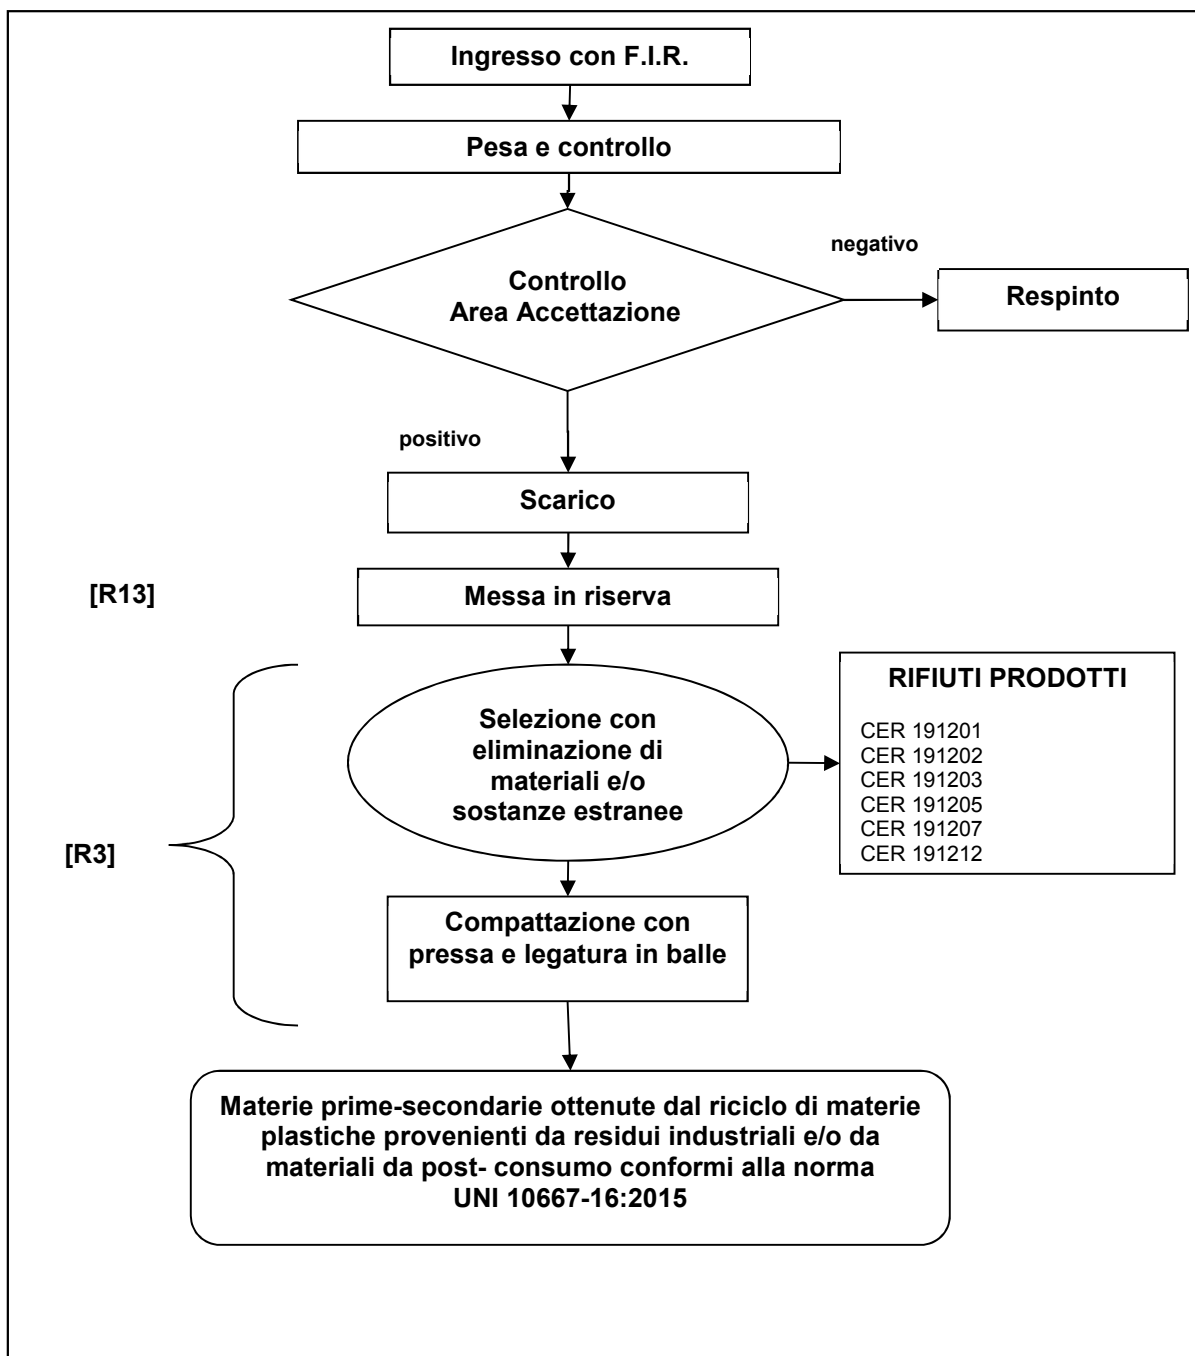 Ingresso con F.I.R.
Pesa e controllo
negativo
Controllo
Area Accettazione
Respinto
positivo
Scarico
[R13]
Messa in riserva
Selezione con
eliminazione di
materiali e/o
sostanze estranee
RIFIUTI PRODOTTI
CER 191201
CER 191202
CER 191203
CER 191205
CER 191207
CER 191212
[R3]
Compattazione con
pressa e legatura in balle
Materie prime-secondarie ottenute dal riciclo di materie
plastiche provenienti da residui industriali e/o da
materiali da post- consumo conformi alla norma
UNI 10667-16:2015